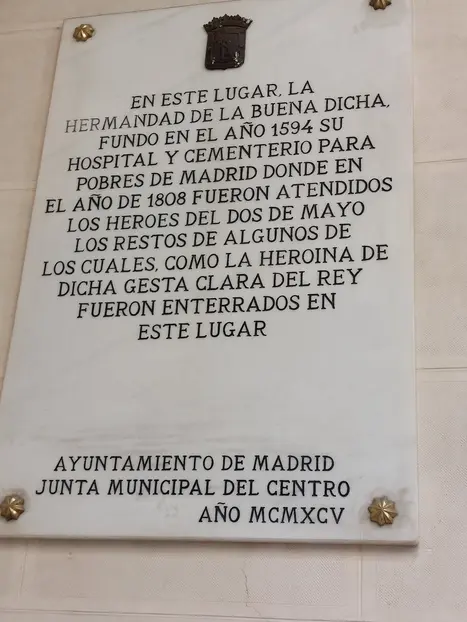 EN ESTE LUGAR, LA
HERMANDAD DE LA BUENA DICHA,
FUNDO EN EL AÑO 1594 SU
HOSPITAL Y CEMENTERIO PARA
POBRES DE MADRID DONDE EN
EL AÑO DE 1808 FUERON ATENDIDOS
LOS HEROES DEL DOS DE MAYO
LOS RESTOS DE ALGUNOS DE
LOS CUALES, COMO LA HEROINA DE
DICHA GESTA CLARA DEL REY
FUERON ENTERRADOS EN
ESTE LUGAR
AYUNTAMIENTO DE MADRID
JUNTA MUNICIPAL DEL CENTRO
AÑO MCMXCV